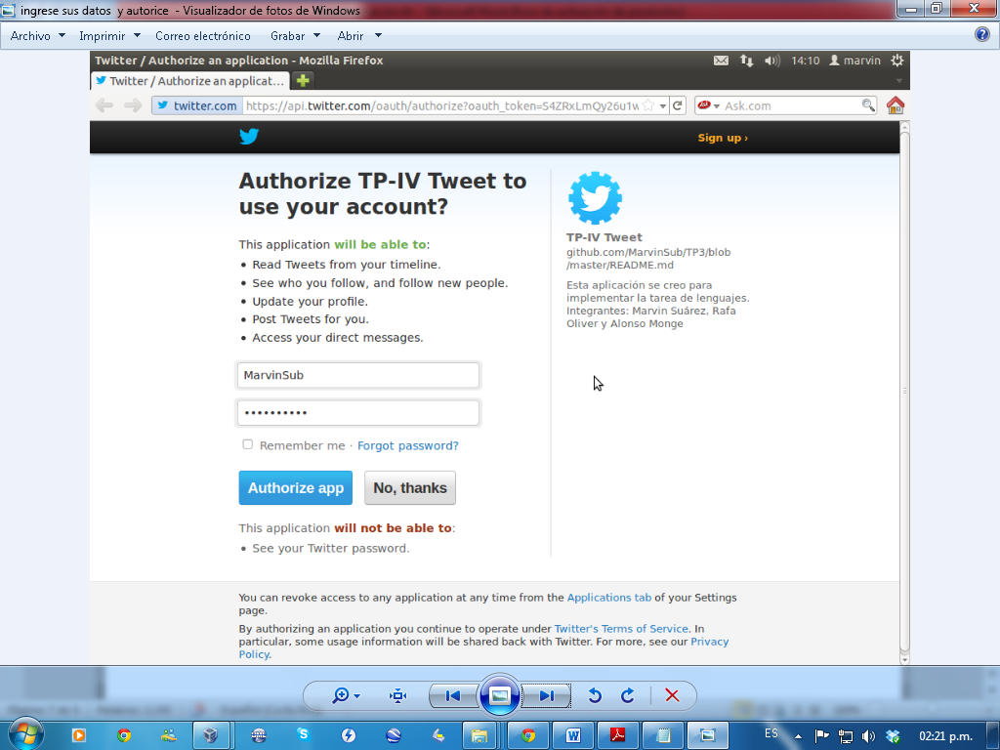 ingrese sus datos y autorice - Visualizador de fotos de Windows
Archivo Imprimir Correo electrónico Grabar Abrir
Twitter / Authorize an application - Mozilla Firefox 14:10 marvin
Twitter / Authorize an applicat...
twitter.com https://api.twitter.com/oauth/authorize?oauth_token=S4ZRxLmQy26u1w Ask.com
Sign up ›
Authorize TP-IV Tweet to
use your account?
This application will be able to:
• Read Tweets from your timeline.
• See who you follow, and follow new people.
• Update your profile.
• Post Tweets for you.
• Access your direct messages.
MarvinSub
••••••••••
Remember me · Forgot password?
Authorize app No, thanks
This application will not be able to:
• See your Twitter password.
TP-IV Tweet
github.com/MarvinSub/TP3/blob
/master/README.md
Esta aplicación se creo para
implementar la tarea de lenguajes.
Integrantes: Marvin Suárez, Rafa
Oliver y Alonso Monge
You can revoke access to any application at any time from the Applications tab of your Settings
page.
By authorizing an application you continue to operate under Twitter's Terms of Service. In
particular, some usage information will be shared back with Twitter. For more, see our Privacy
Policy.
ES 02:21 p.m.